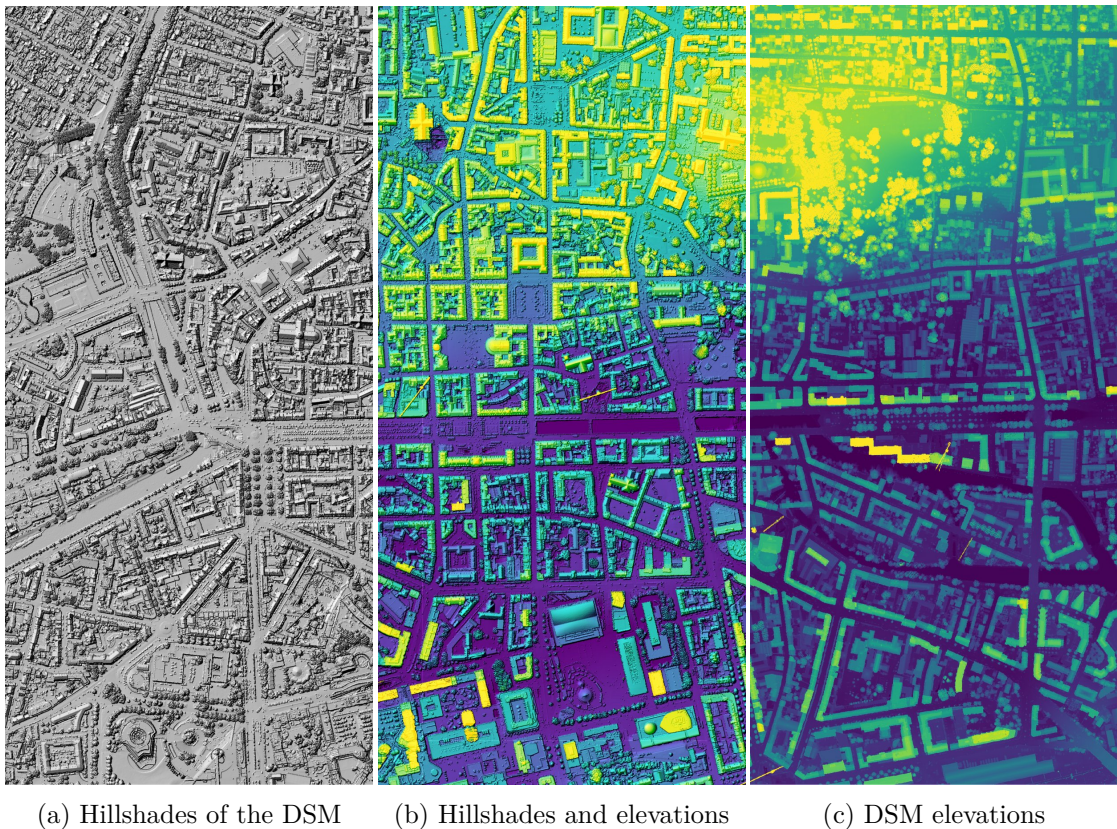 (a) Hillshades of the DSM
(b) Hillshades and elevations
(c) DSM elevations